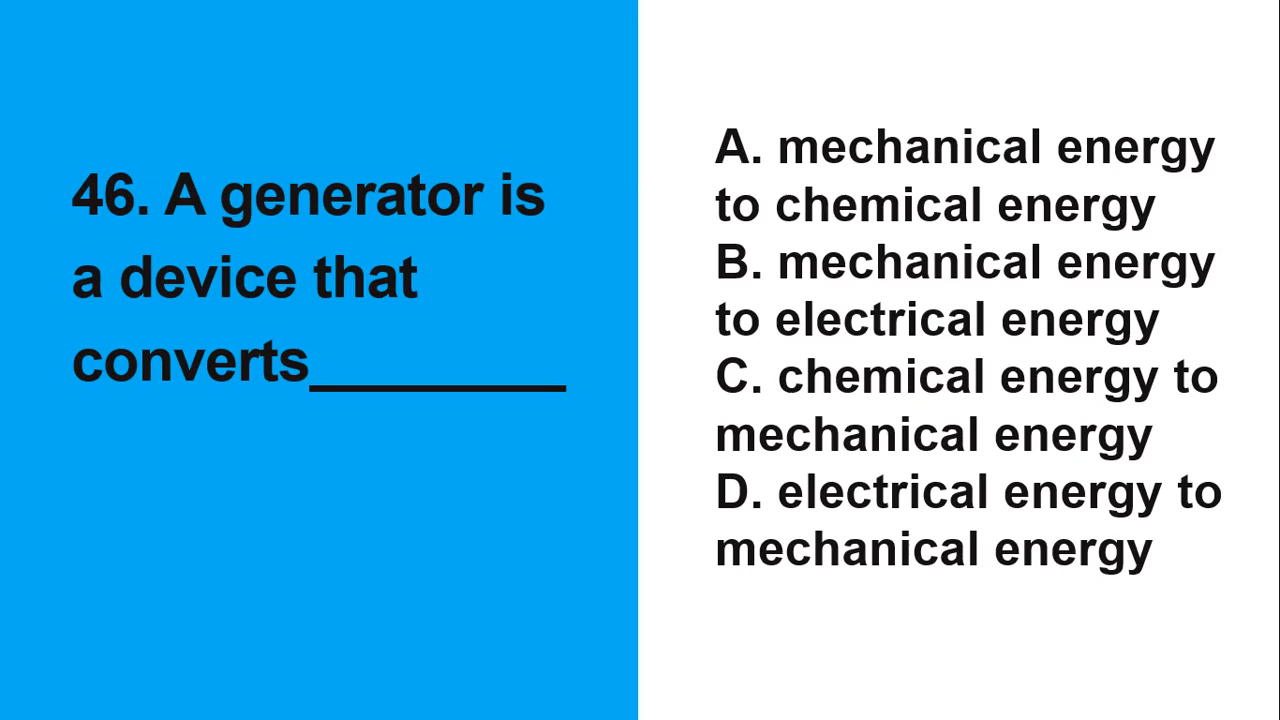 46. A generator is
a device that
converts________
A. mechanical energy
to chemical energy
B. mechanical energy
to electrical energy
C. chemical energy to
mechanical energy
D. electrical energy to
mechanical energy